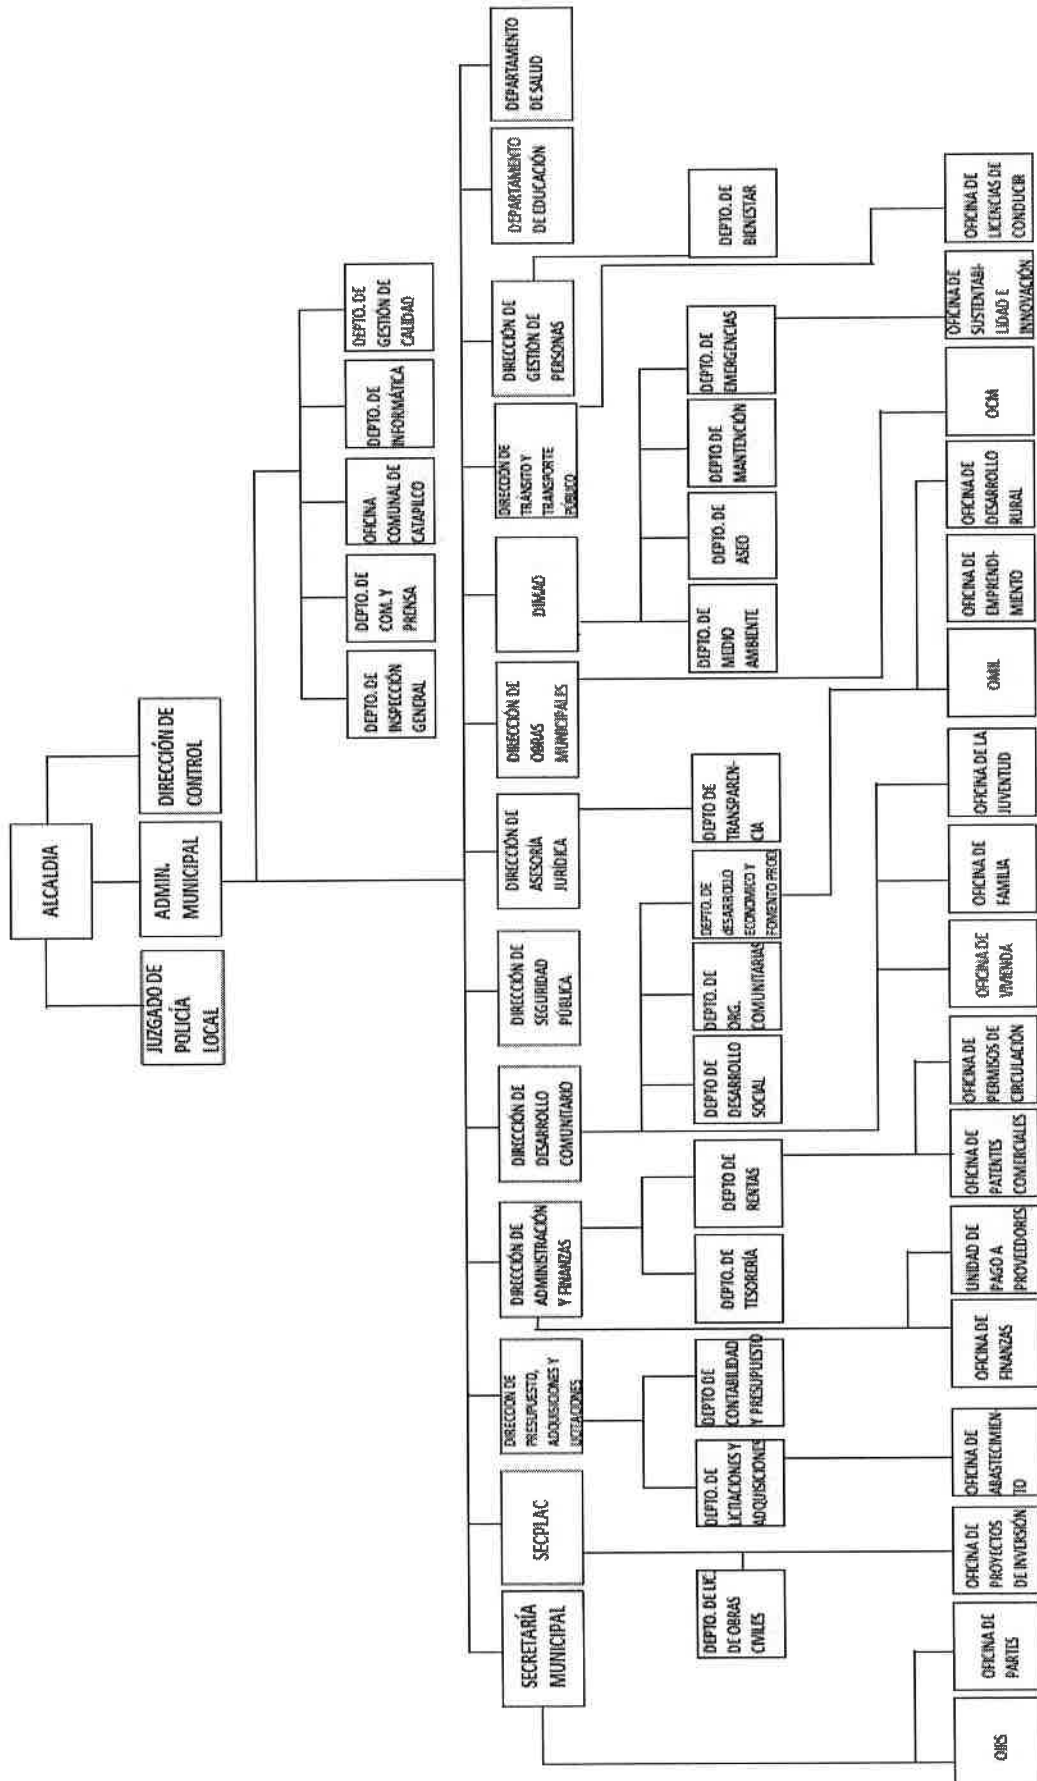 ALCALDIA
JUZGADO DE
POLICÍA
LOCAL
ADMIN.
MUNICIPAL
DIRECCIÓN DE
CONTROL
DEPTO. DE
INSPECCIÓN
GENERAL
DEPTO. DE
COM. Y
PRENSA
OFICINA
COMUNAL DE
CATAPILCO
DEPTO. DE
INFORMÁTICA
DEPTO. DE
GESTIÓN DE
CALIDAD
SECRETARÍA
MUNICIPAL
SECPLAC
DIRECCIÓN DE
PRESUPUESTO,
ADQUISICIONES Y
LICITACIONES
DIRECCIÓN DE
ADMINISTRACIÓN
Y FINANZAS
DIRECCIÓN DE
DESARROLLO
COMUNITARIO
DIRECCIÓN DE
SEGURIDAD
PÚBLICA
DIRECCIÓN DE
ASESORÍA
JURÍDICA
DIRECCIÓN DE
OBRAS
MUNICIPALES
DIMAO
DIRECCIÓN DE
TRÁNSITO Y
TRANSPORTE
PÚBLICO
DIRECCIÓN DE
GESTIÓN DE
PERSONAS
DEPARTAMENTO
DE EDUCACIÓN
DEPARTAMENTO
DE SALUD
DEPTO. DE LIC.
DE OBRAS
CIVILES
DEPTO. DE
LICITACIONES Y
ADQUISICIONES
DEPTO DE
CONTABILIDAD
Y PRESUPUESTO
DEPTO. DE
TESORERÍA
DEPTO DE
RENTAS
DEPTO DE
DESARROLLO
SOCIAL
DEPTO. DE
ORG.
COMUNITARIAS
DEPTO. DE
dESARROLLO
ECONOMICO Y
FOMENTO PROD.
DEPTO DE
TRANSPAREN-
CIA
DEPTO. DE
MEDIO
AMBIENTE
DEPTO. DE
ASEO
DEPTO DE
MANTENCIÓN
DEPTO. DE
EMERGENCIAS
DEPTO. DE
BIENESTAR
OIRS
OFICINA DE
PARTES
OFICINA DE
PROYECTOS
DE INVERSIÓN
OFICINA DE
ABASTECIMIEN-
TO
OFICINA DE
FINANZAS
UNIDAD DE
PAGO A
PROVEEDORES
OFICINA DE
PATENTES
COMERCIALES
OFICINA DE
PERMISOS DE
CIRCULACIÓN
OFICINA DE
VIVIENDA
OFICINA DE
FAMILIA
OFICINA DE LA
JUVENTUD
OMIL
OFICINA DE
EMPRENDI-
MIENTO
OFICINA DE
DESARROLLO
RURAL
OCM
OFICINA DE
SUSTENTABI-
LIDAD E
INNOVACIÓN
OFICINA DE
LICENCIAS DE
CONDUCIR